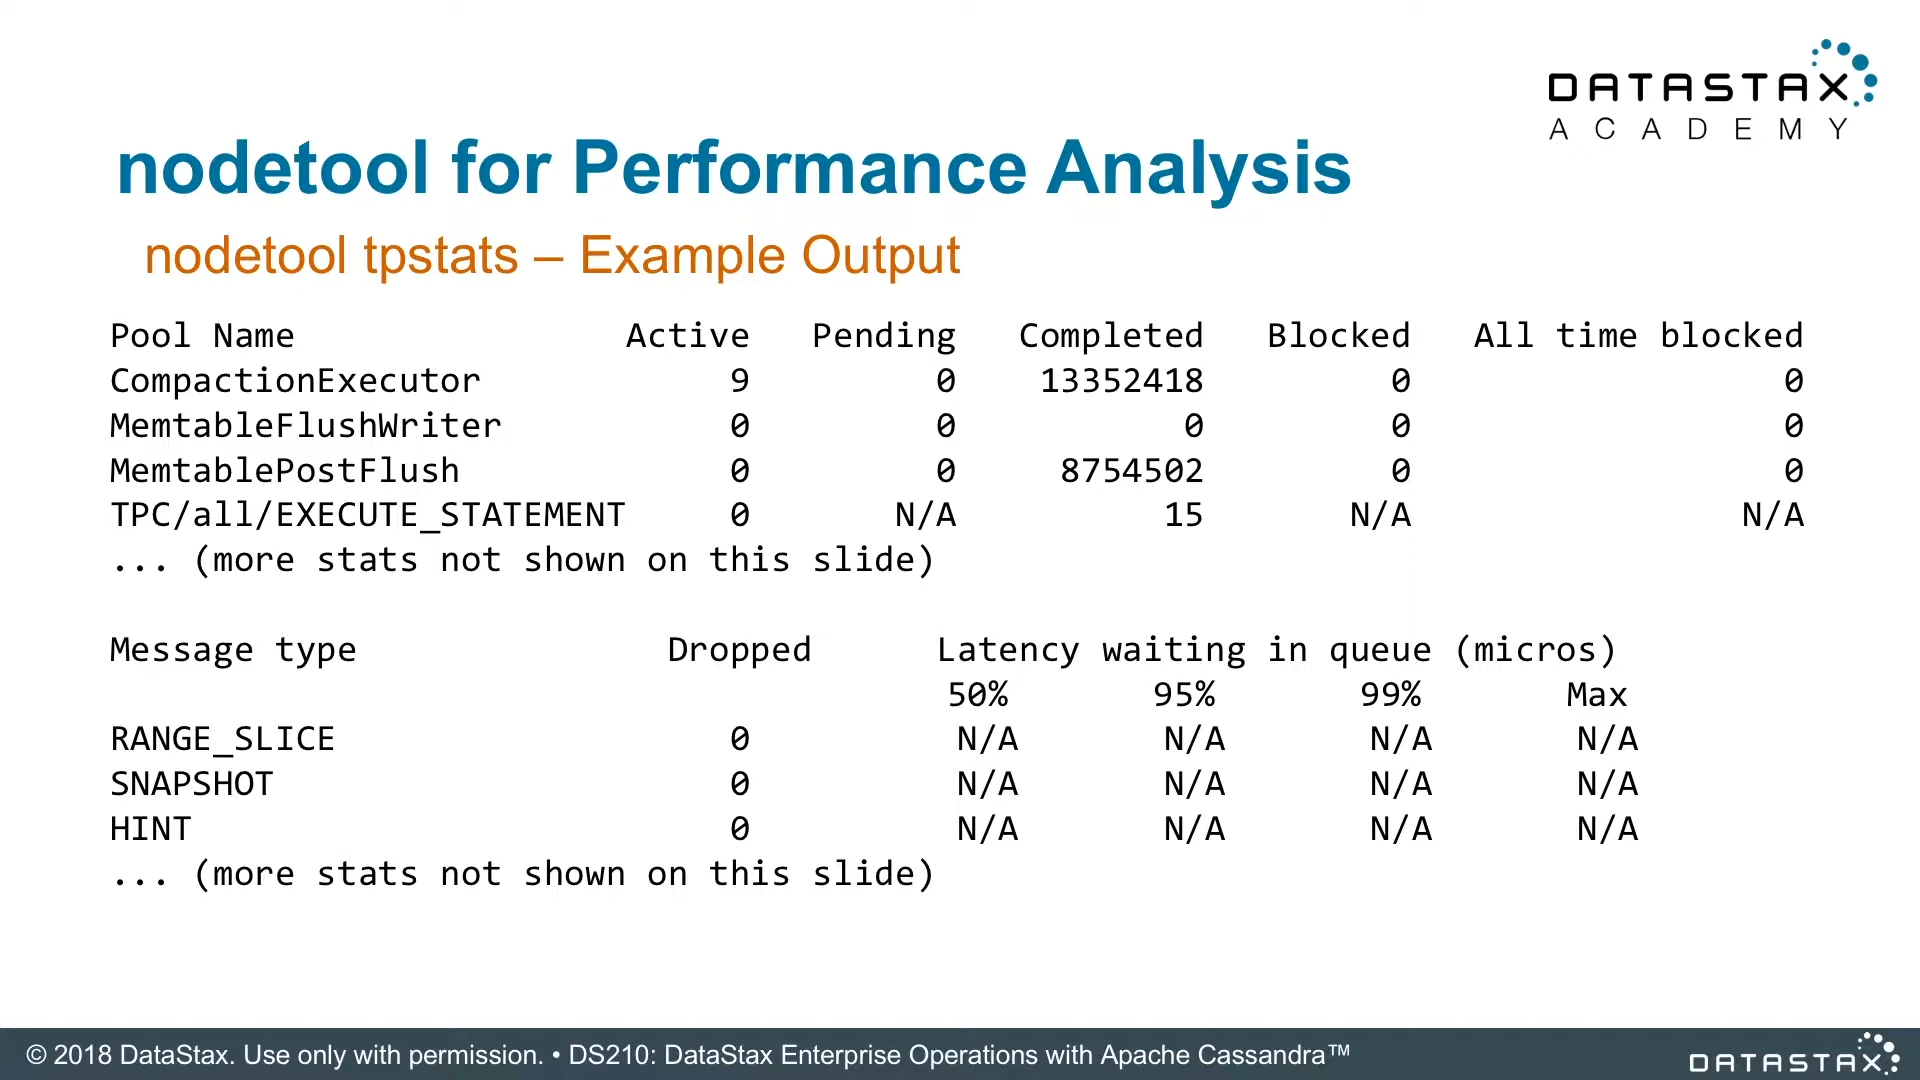 DATASTAX
ACADEMY
nodetool for Performance Analysis
nodetool tpstats – Example Output
Pool Name Active Pending Completed Blocked All time blocked
CompactionExecutor 9 0 13352418 0 0
MemtableFlushWriter 0 0 0 0 0
MemtablePostFlush 0 0 8754502 0 0
TPC/all/EXECUTE_STATEMENT 0 N/A 15 N/A N/A
... (more stats not shown on this slide)
Message type Dropped Latency waiting in queue (micros)
50% 95% 99% Max
RANGE_SLICE 0 N/A N/A N/A N/A
SNAPSHOT 0 N/A N/A N/A N/A
HINT 0 N/A N/A N/A N/A
... (more stats not shown on this slide)
© 2018 DataStax. Use only with permission. • DS210: DataStax Enterprise Operations with Apache Cassandra™
DATASTAX